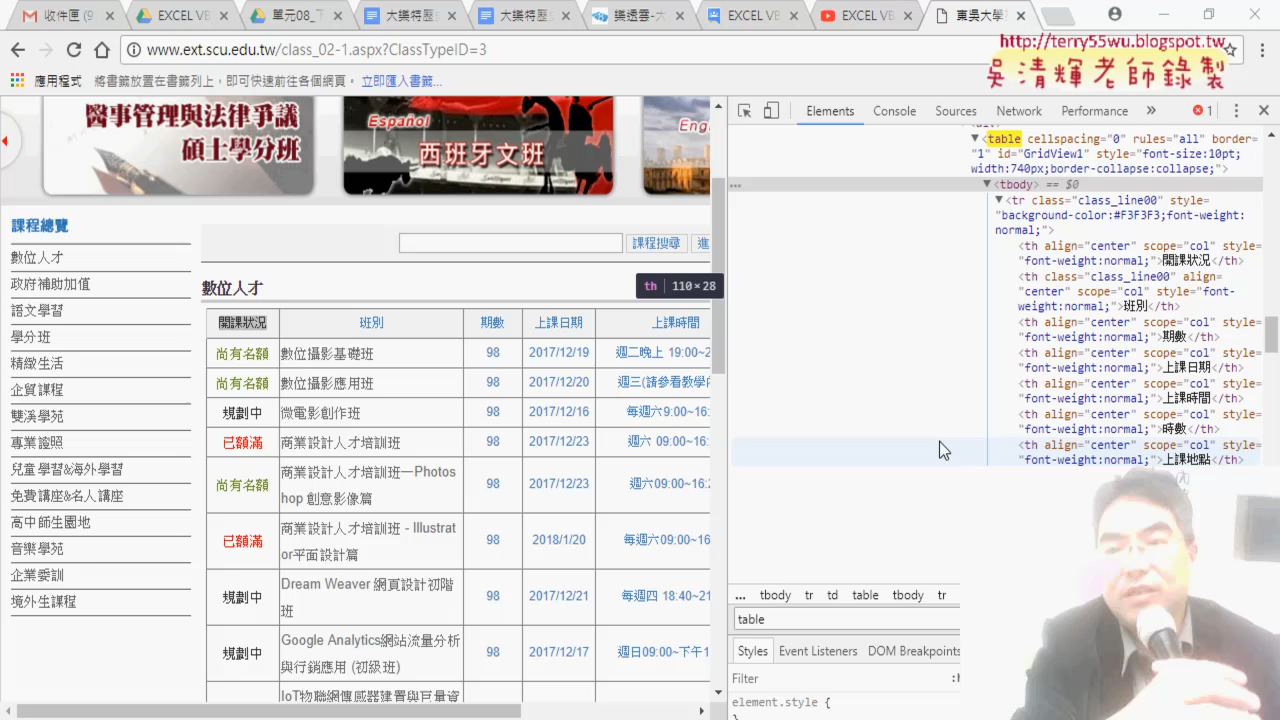 收件匣 (9
EXCEL VB
單元08_下
大樂特歷
大樂特歷
樂透雲-大
EXCEL VB
EXCEL VB
東吳大學
www.ext.scu.edu.tw/class_02-1.aspx?ClassTypeID=3
http://terry55wu.blogspot.tw
吳清輝老師錄製
應用程式
將書籤放置在書籤列上，即可快速前往各個網頁。
立即匯入書籤...
醫事管理與法律爭議
碩士學分班
Español
西班牙文班
Eng
課程總覽
數位人才
政府補助加值
語文學習
學分班
精緻生活
企貿課程
雙溪學苑
專業證照
兒童學習&海外學習
免費講座&名人講座
高中師生園地
音樂學苑
企業委訓
境外生課程
課程搜尋
進
數位人才
th 110×28
開課狀況 班別 期數 上課日期 上課時間
尚有名額 數位攝影基礎班 98 2017/12/19 週二晚上 19:00~2
尚有名額 數位攝影應用班 98 2017/12/20 週三(請參看教學
規劃中 微電影創作班 98 2017/12/16 每週六9:00~16:
已額滿 商業設計人才培訓班 98 2017/12/23 週六 09:00~16:
尚有名額 商業設計人才培訓班—Photos
hop 創意影像篇 98 2017/12/23 週六09:00~16:
已額滿 商業設計人才培訓班 - Illustrat
or平面設計篇 98 2018/1/20 每週六09:00~16
規劃中 Dream Weaver 網頁設計初階
班 98 2017/12/21 每週四 18:40~21
規劃中 Google Analytics網站流量分析
與行銷應用 (初級班) 98 2017/12/17 週日09:00~下午1
IoT物聯網傳感器建置與巨量資
Elements Console Sources Network Performance » 1
▼<table cellspacing="0" rules="all" border=
"1" id="GridView1" style="font-size:10pt;
width:740px;border-collapse:collapse;">
... ▼<tbody> == $0
▼<tr class="class_line00" style=
"background-color:#F3F3F3;font-weight:
normal;">
<th align="center" scope="col" style=
"font-weight:normal;">開課狀況</th>
<th class="class_line00" align=
"center" scope="col" style="font-
weight:normal;">班別</th>
<th align="center" scope="col" style=
"font-weight:normal;">期數</th>
<th align="center" scope="col" style=
"font-weight:normal;">上課日期</th>
<th align="center" scope="col" style=
"font-weight:normal;">上課時間</th>
<th align="center" scope="col" style=
"font-weight:normal;">時數</th>
<th align="center" scope="col" style=
"font-weight:normal;">上課地點</th>
... tbody tr td table tbody tr
table
Styles Event Listeners DOM Breakpoints
Filter
element.style {
}